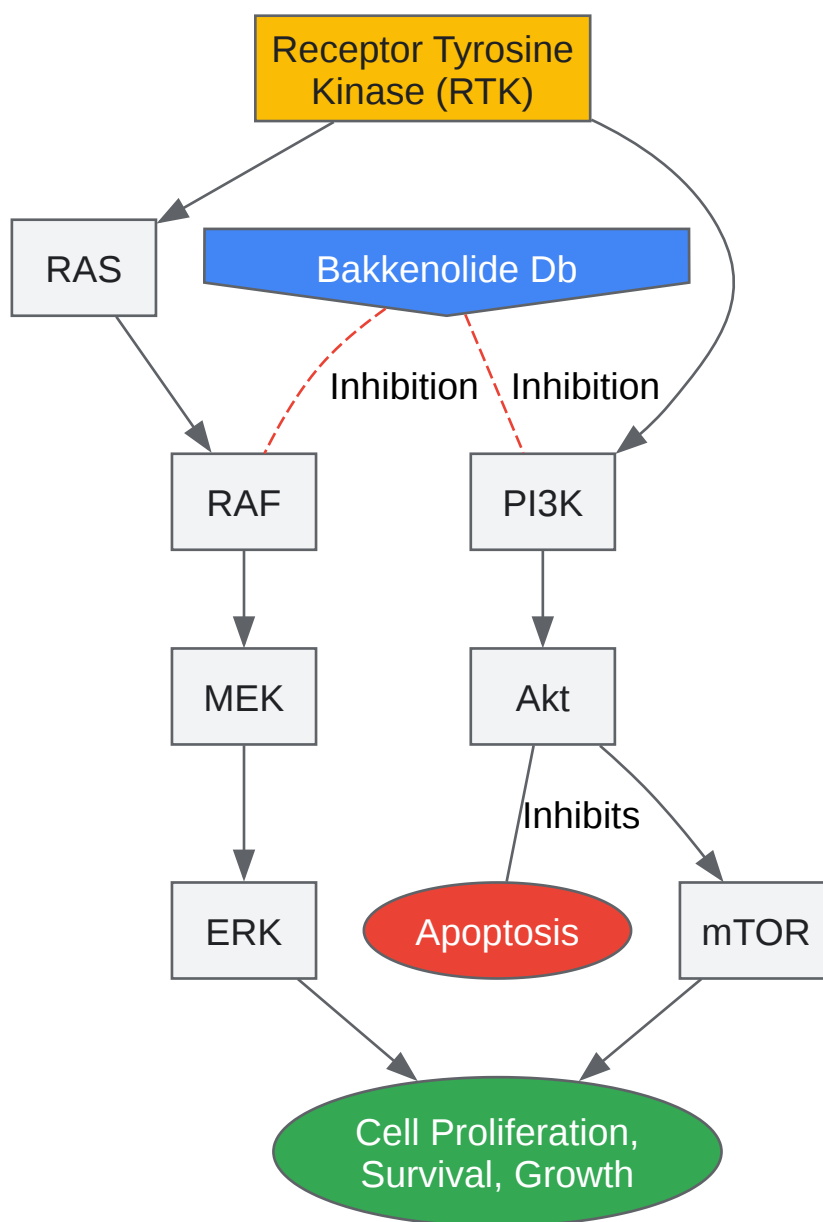 Receptor Tyrosine
Kinase (RTK)
RAS
Bakkenolide Db
Inhibition
Inhibition
RAF
PI3K
MEK
Akt
Inhibits
ERK
Apoptosis
mTOR
Cell Proliferation,
Survival, Growth